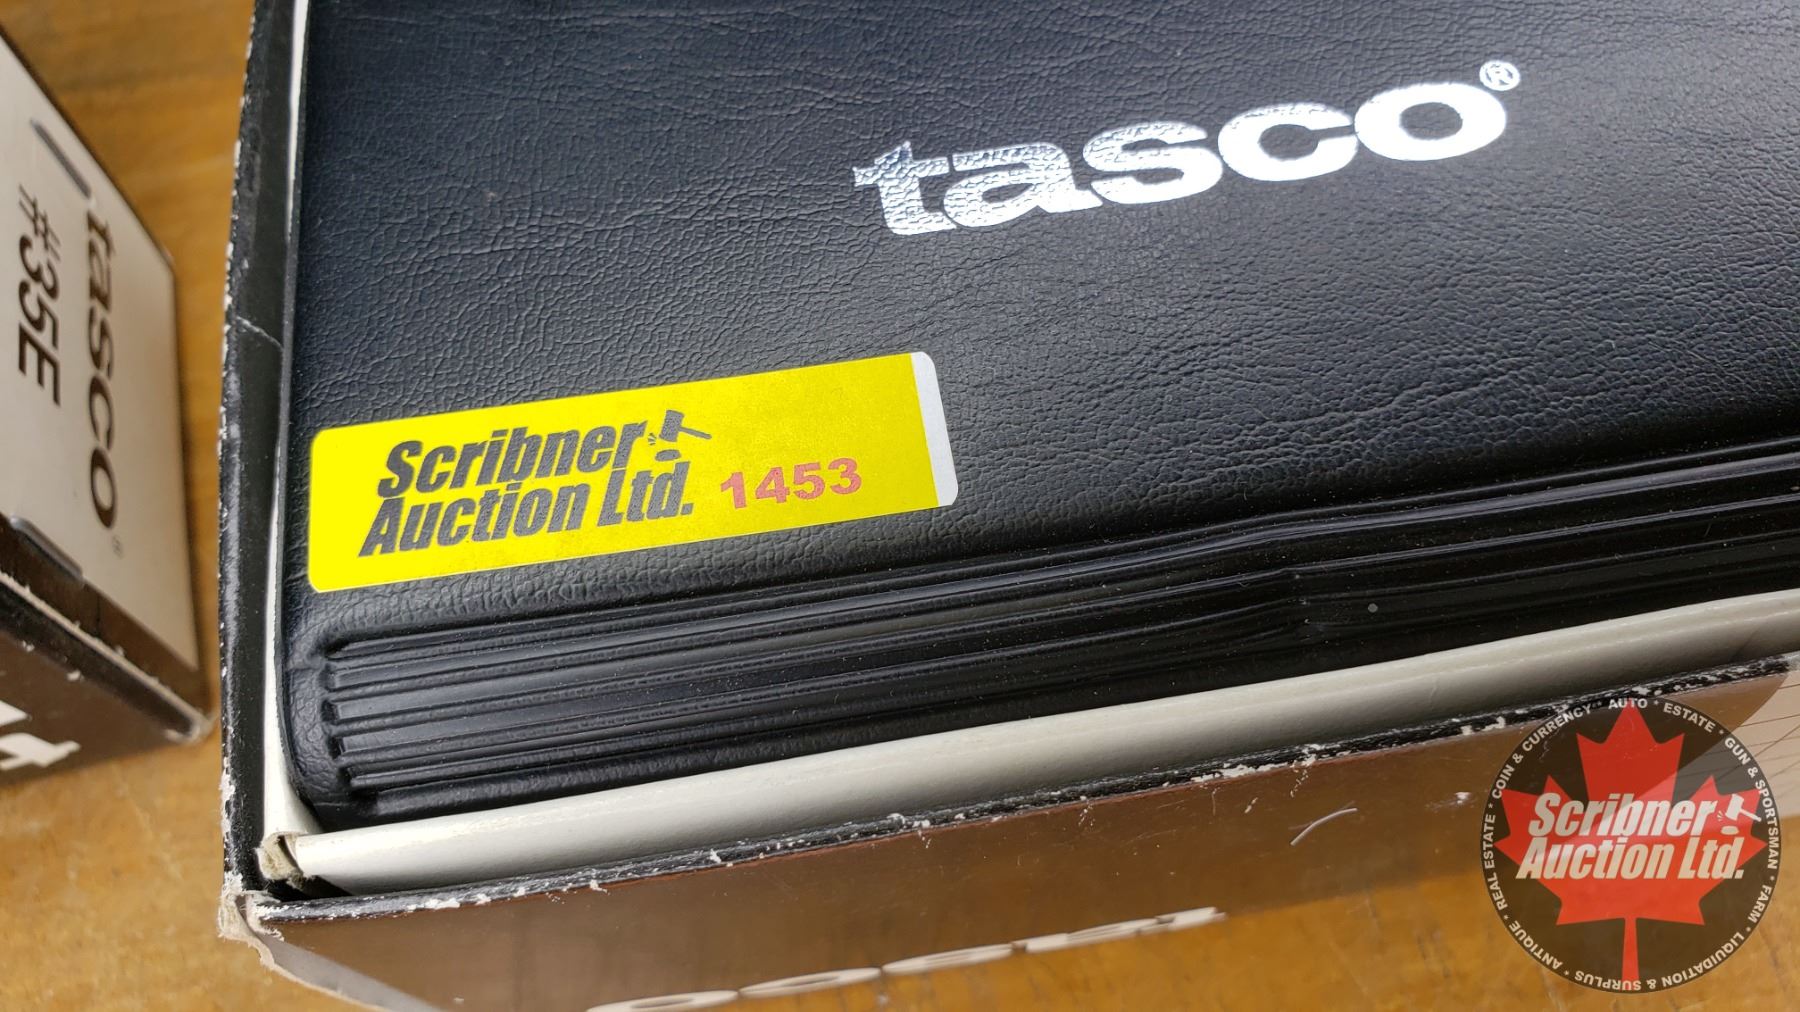 tasco®
tasco®
#35E
Scribner
Auction Ltd. 1453
tasco
COIN & CURRENCY * AUTO * ESTATE * GUN & SPORTSMAN * FARM * LIQUIDATION & SURPLUS * ANTIQUE * REAL ESTATE *
Scribner
Auction Ltd.